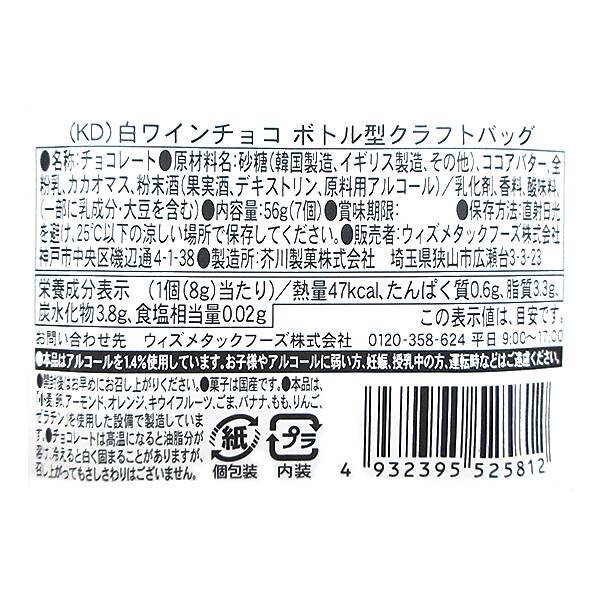 (KD)白ワインチョコ ボトル型クラフトバッグ
●名称:チョコレート●原材料名:砂糖(韓国製造、イギリス製造、その他)、ココアバター、全
粉乳、カカオマス、粉末酒(果実酒、デキストリン、原料用アルコール)/乳化剤、香料、酸味料、
(一部に乳成分・大豆を含む)●内容量:56g(7個)●賞味期限: ●保存方法:直射日光
を避け、25℃以下の涼しい場所で保存してください。●販売者:ウィズメタックフーズ株式会社
神戸市中央区磯辺通4-1-38●製造所:芥川製菓株式会社 埼玉県狭山市広瀬台3-3-23
栄養成分表示 (1個(8g)当たり)/熱量47kcal、たんぱく質0.6g、脂質3.3g、
炭水化物3.8g、食塩相当量0.02g この表示値は、目安です。
お問い合わせ先 ウィズメタックフーズ株式会社 0120-358-624 平日 9:00~17:00
●本品はアルコールを1.4%使用しています。お子様やアルコールに弱い方、妊娠、授乳中の方、運転時などはご遠慮ください。
●開封後はお早めにお召し上がりください。●菓子は国産です。●本品は、
「小麦、卵、アーモンド、オレンジ、キウイフルーツ、ごま、バナナ、もも、りんご、
ゼラチン」を使用した設備で製造していま
す。●チョコレートは高温になると油脂分が
溶け、冷えると白く固まることがありますが、
召し上がってもさしさわりはございません。
紙
個包装
プラ
内装
4 932395 525812